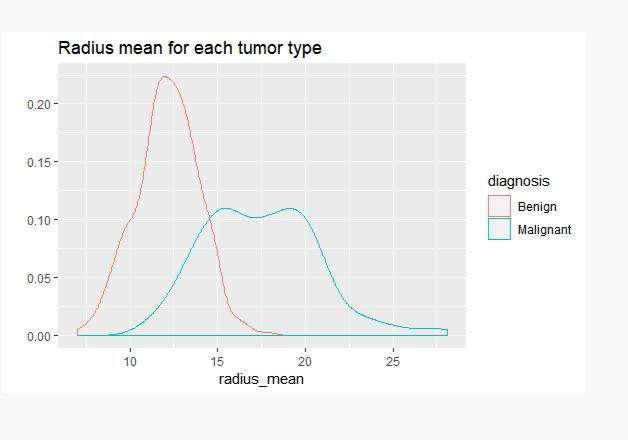 Radius mean for each tumor type
0.20
0.15
0.10
0.05
0.00
10 15 20 25
radius_mean
diagnosis
Benign
Malignant